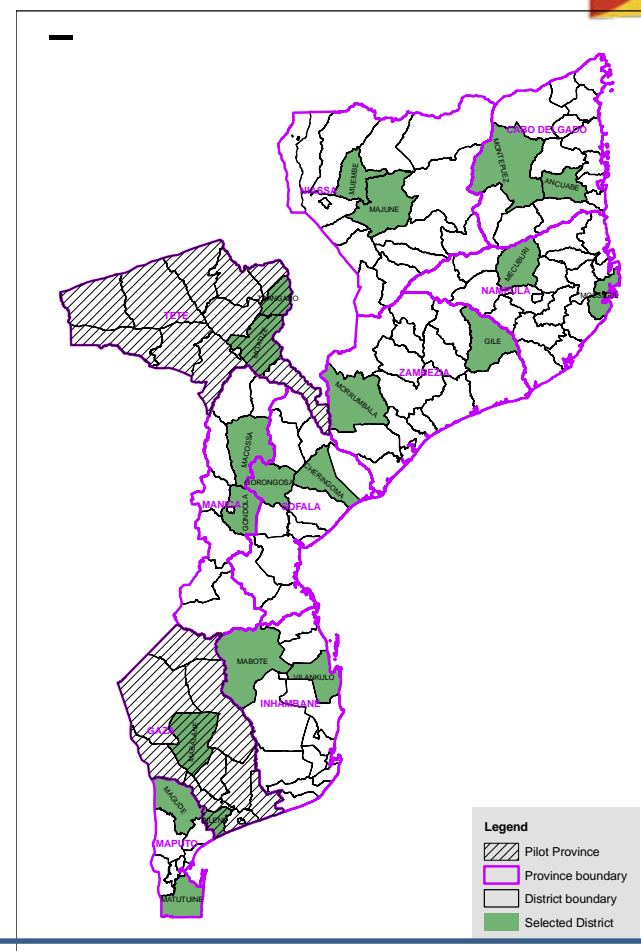 CABO DELGADO
MONTEPUEZ
ANCUABE
MUEMBE
NIASSA
MAJUNE
MECUBURI
NAMPULA
TETE
MOATIZE
GILE
ZAMBEZIA
MORRUMBALA
MACOSSA
GORONGOSA
CHERINGOMA
MANICA
GONDOLA
SOFALA
MABOTE
VILANKULO
INHAMBANE
GAZA
MABALANE
MAGUDE
MAPUTO
MATUTUINE
Legend
Pilot Province
Province boundary
District boundary
Selected District